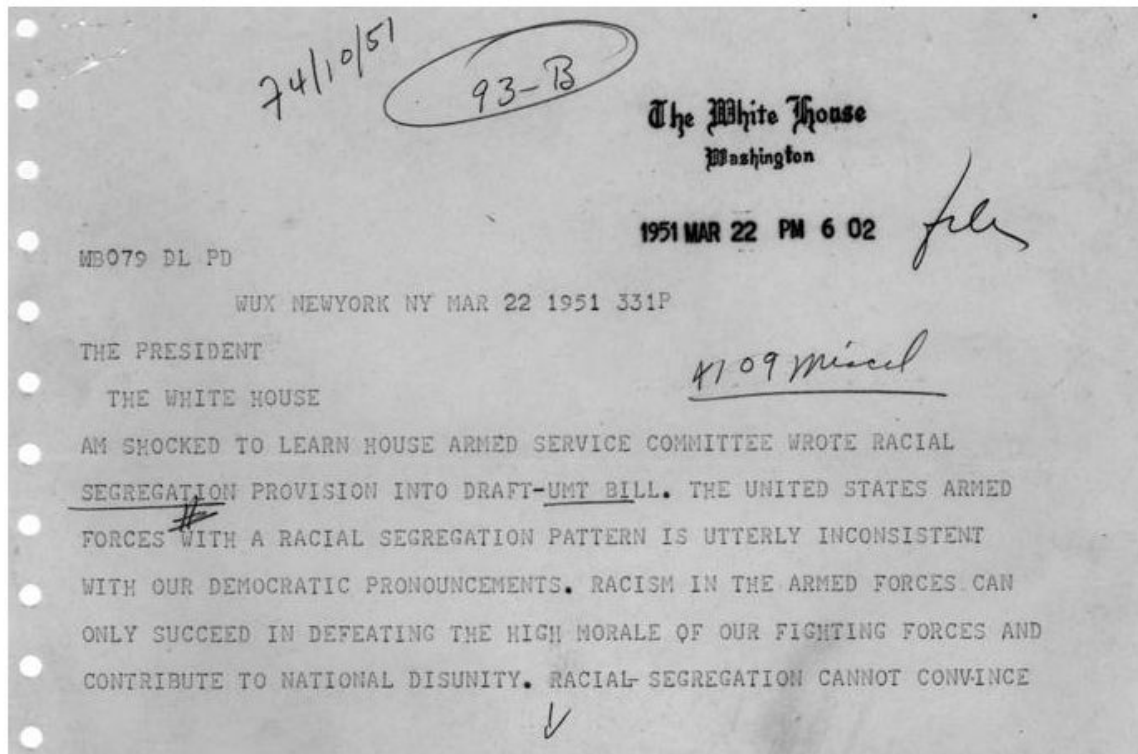 74/10/51
93-B
The White House
Washington
1951 MAR 22 PM 6 02
file
WB079 DL PD
WUX NEWYORK NY MAR 22 1951 331P
THE PRESIDENT
x109 Miscel
THE WHITE HOUSE
AM SHOCKED TO LEARN HOUSE ARMED SERVICE COMMITTEE WROTE RACIAL
SEGREGATION PROVISION INTO DRAFT-UMT BILL. THE UNITED STATES ARMED
FORCES WITH A RACIAL SEGREGATION PATTERN IS UTTERLY INCONSISTENT
WITH OUR DEMOCRATIC PRONOUNCEMENTS. RACISM IN THE ARMED FORCES CAN
ONLY SUCCEED IN DEFEATING THE HIGH MORALE OF OUR FIGHTING FORCES AND
CONTRIBUTE TO NATIONAL DISUNITY. RACIAL SEGREGATION CANNOT CONVINCE